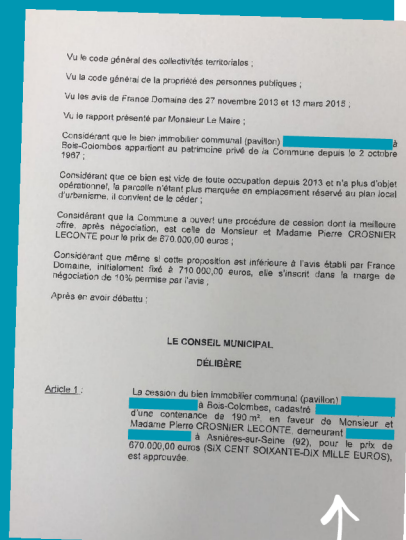 Vu le code général des collectivités territoriales ;
Vu la code général de la propriété des personnes publiques ;
Vu les avis de France Domaine des 27 novembre 2013 et 13 mars 2015 ;
Vu le rapport présenté par Monsieur Le Maire ;
Considérant que le bien immobilier communal (pavillon) à
Bois-Colombes appartient au patrimoine privé de la Commune depuis le 2 octobre
1967 ;
Considérant que ce bien est vide de toute occupation depuis 2013 et n'a plus d'objet
opérationnel, la parcelle n'étant plus marquée en emplacement réservé au plan local
d'urbanisme, il convient de le céder ;
Considérant que la Commune a ouvert une procédure de cession dont la meilleure
offre, après négociation, est celle de Monsieur et Madame Pierre CROSNIER
LECONTE pour le prix de 670.000,00 euros ;
Considérant que même si cette proposition est inférieure à l'avis établi par France
Domaine, initialement fixé à 710 000,00 euros, elle s'inscrit dans la marge de
négociation de 10% permise par l'avis ;
Après en avoir débattu ;
LE CONSEIL MUNICIPAL
DÉLIBÈRE
Article 1 : La cession du bien immobilier communal (pavillon)
à Bois-Colombes, cadastré
d'une contenance de 190 m², en faveur de Monsieur et
Madame Pierre CROSNIER LECONTE, demeurant
à Asnières-sur-Seine (92), pour le prix de
670.000,00 euros (SIX CENT SOIXANTE-DIX MILLE EUROS),
est approuvée.